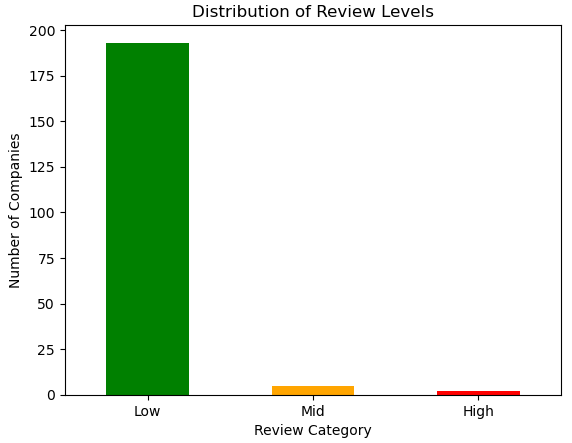 Distribution of Review Levels
Number of Companies
200
175
150
125
100
75
50
25
0
Low Mid High
Review Category